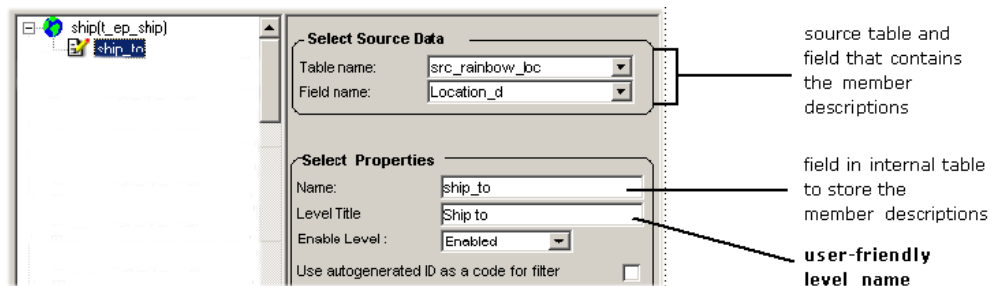 ship(t_ep_ship)
ship_to
Select Source Data
Table name: src_rainbow_loc
Field name: Location_d
Select Properties
Name: ship_to
Level Title Ship to
Enable Level : Enabled
Use autogenerated ID as a code for filter
source table and
field that contains
the member
descriptions
field in internal table
to store the
member descriptions
user-friendly
level name